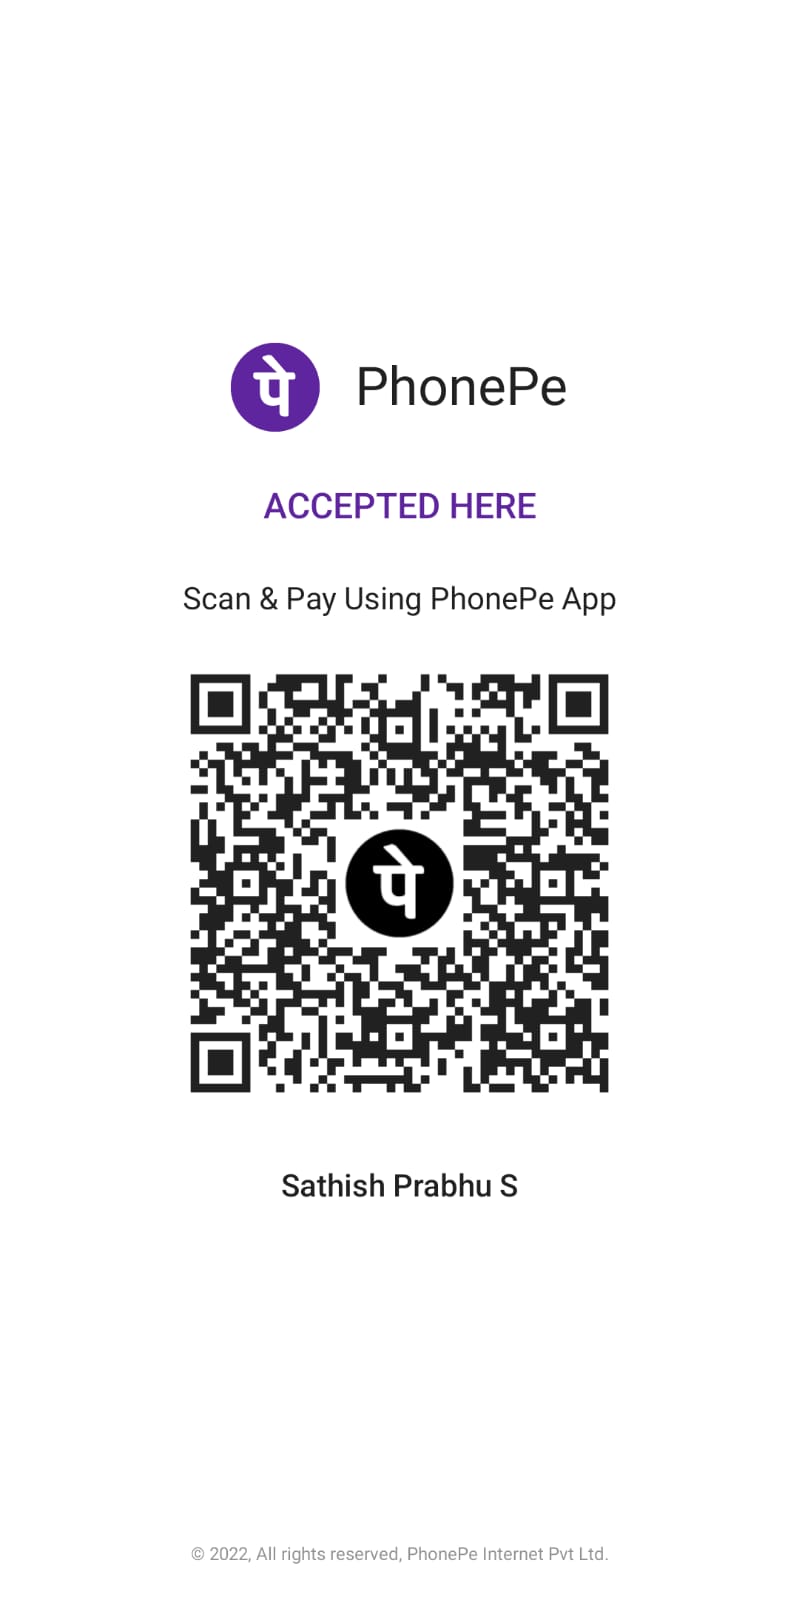 पे PhonePe
ACCEPTED HERE
Scan & Pay Using PhonePe App
पे
Sathish Prabhu S
© 2022, All rights reserved, PhonePe Internet Pvt Ltd.